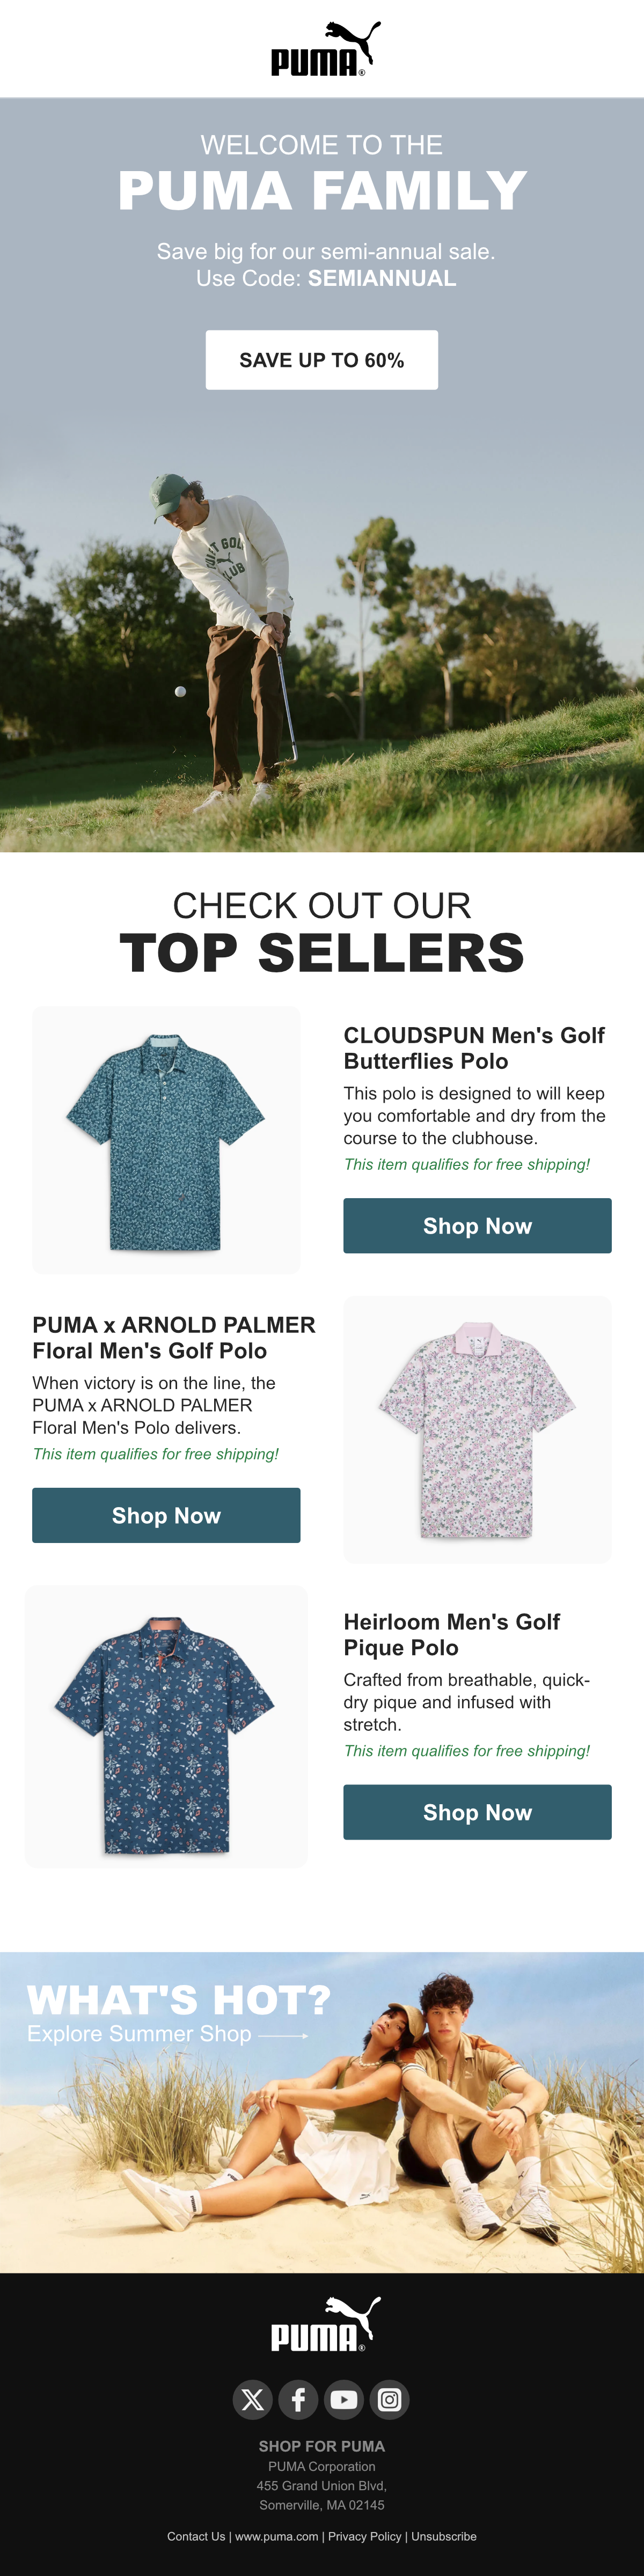 PUMA®
WELCOME TO THE
PUMA FAMILY
Save big for our semi-annual sale.
Use Code: SEMIANNUAL
SAVE UP TO 60%
GOLF
CLUB
CHECK OUT OUR
TOP SELLERS
CLOUDSPUN Men's Golf
Butterflies Polo
This polo is designed to will keep
you comfortable and dry from the
course to the clubhouse.
This item qualifies for free shipping!
Shop Now
PUMA x ARNOLD PALMER
Floral Men's Golf Polo
When victory is on the line, the
PUMA x ARNOLD PALMER
Floral Men's Polo delivers.
This item qualifies for free shipping!
Shop Now
Heirloom Men's Golf
Pique Polo
Crafted from breathable, quick-
dry pique and infused with
stretch.
This item qualifies for free shipping!
Shop Now
WHAT'S HOT?
Explore Summer Shop
PUMA®
SHOP FOR PUMA
PUMA Corporation
455 Grand Union Blvd,
Somerville, MA 02145
Contact Us | www.puma.com | Privacy Policy | Unsubscribe